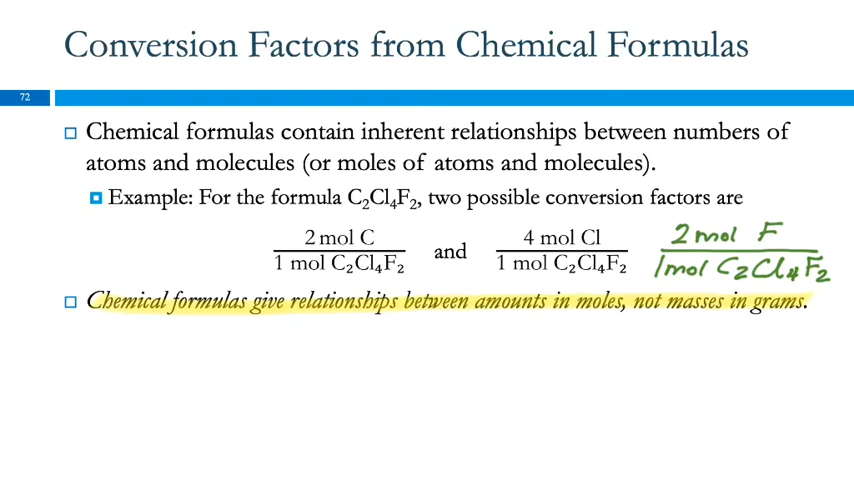 Conversion Factors from Chemical Formulas
72
Chemical formulas contain inherent relationships between numbers of
atoms and molecules (or moles of atoms and molecules).
Example: For the formula C₂Cl₄F₂, two possible conversion factors are
2 mol C
1 mol C₂Cl₄F₂
and
4 mol Cl
1 mol C₂Cl₄F₂
2 mol F
1 mol C₂Cl₄F₂
Chemical formulas give relationships between amounts in moles, not masses in grams.